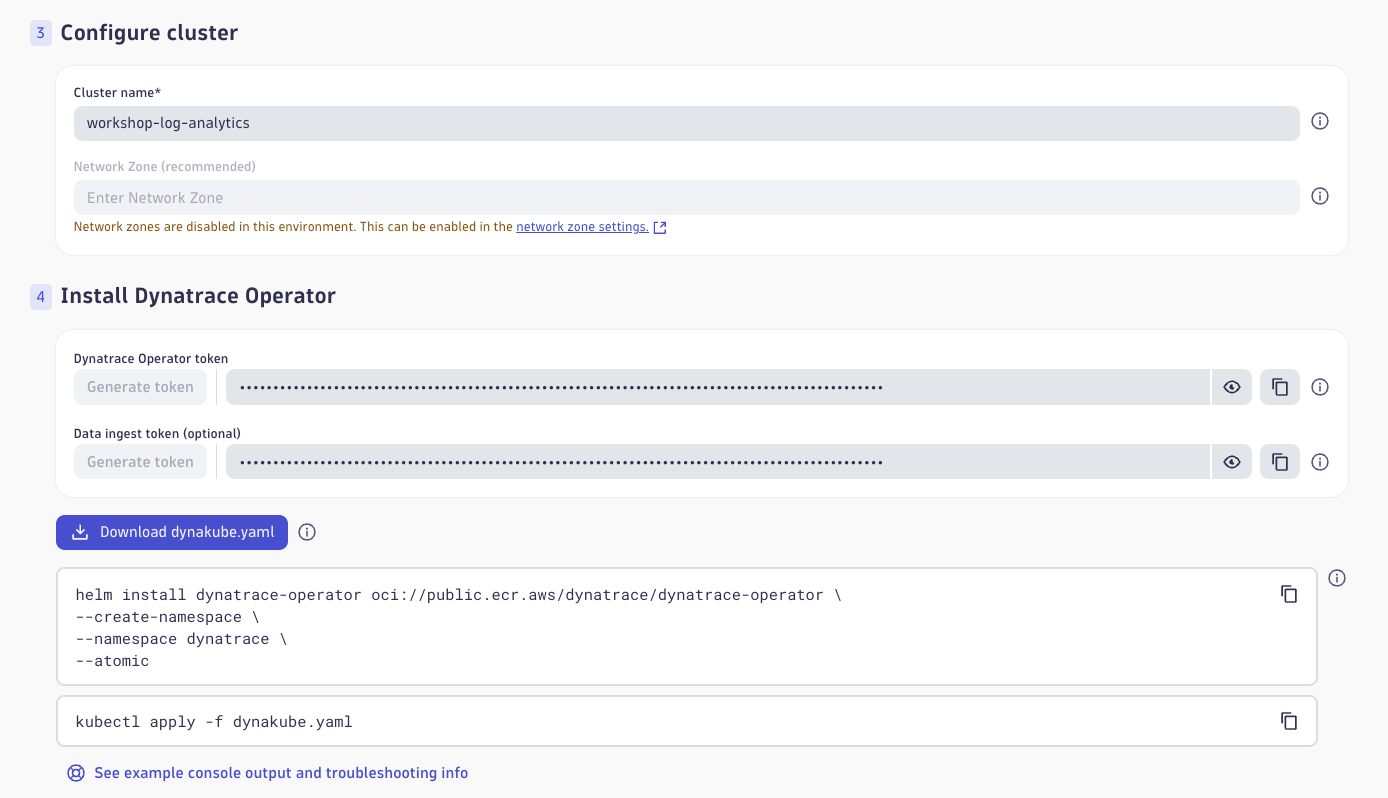 3 Configure cluster
Cluster name*
workshop-log-analytics
Network Zone (recommended)
Enter Network Zone
Network zones are disabled in this environment. This can be enabled in the network zone settings.
4 Install Dynatrace Operator
Dynatrace Operator token
Generate token
Data ingest token (optional)
Generate token
Download dynakube.yaml
helm install dynatrace-operator oci://public.ecr.aws/dynatrace/dynatrace-operator \
--create-namespace \
--namespace dynatrace \
--atomic
kubectl apply -f dynakube.yaml
See example console output and troubleshooting info